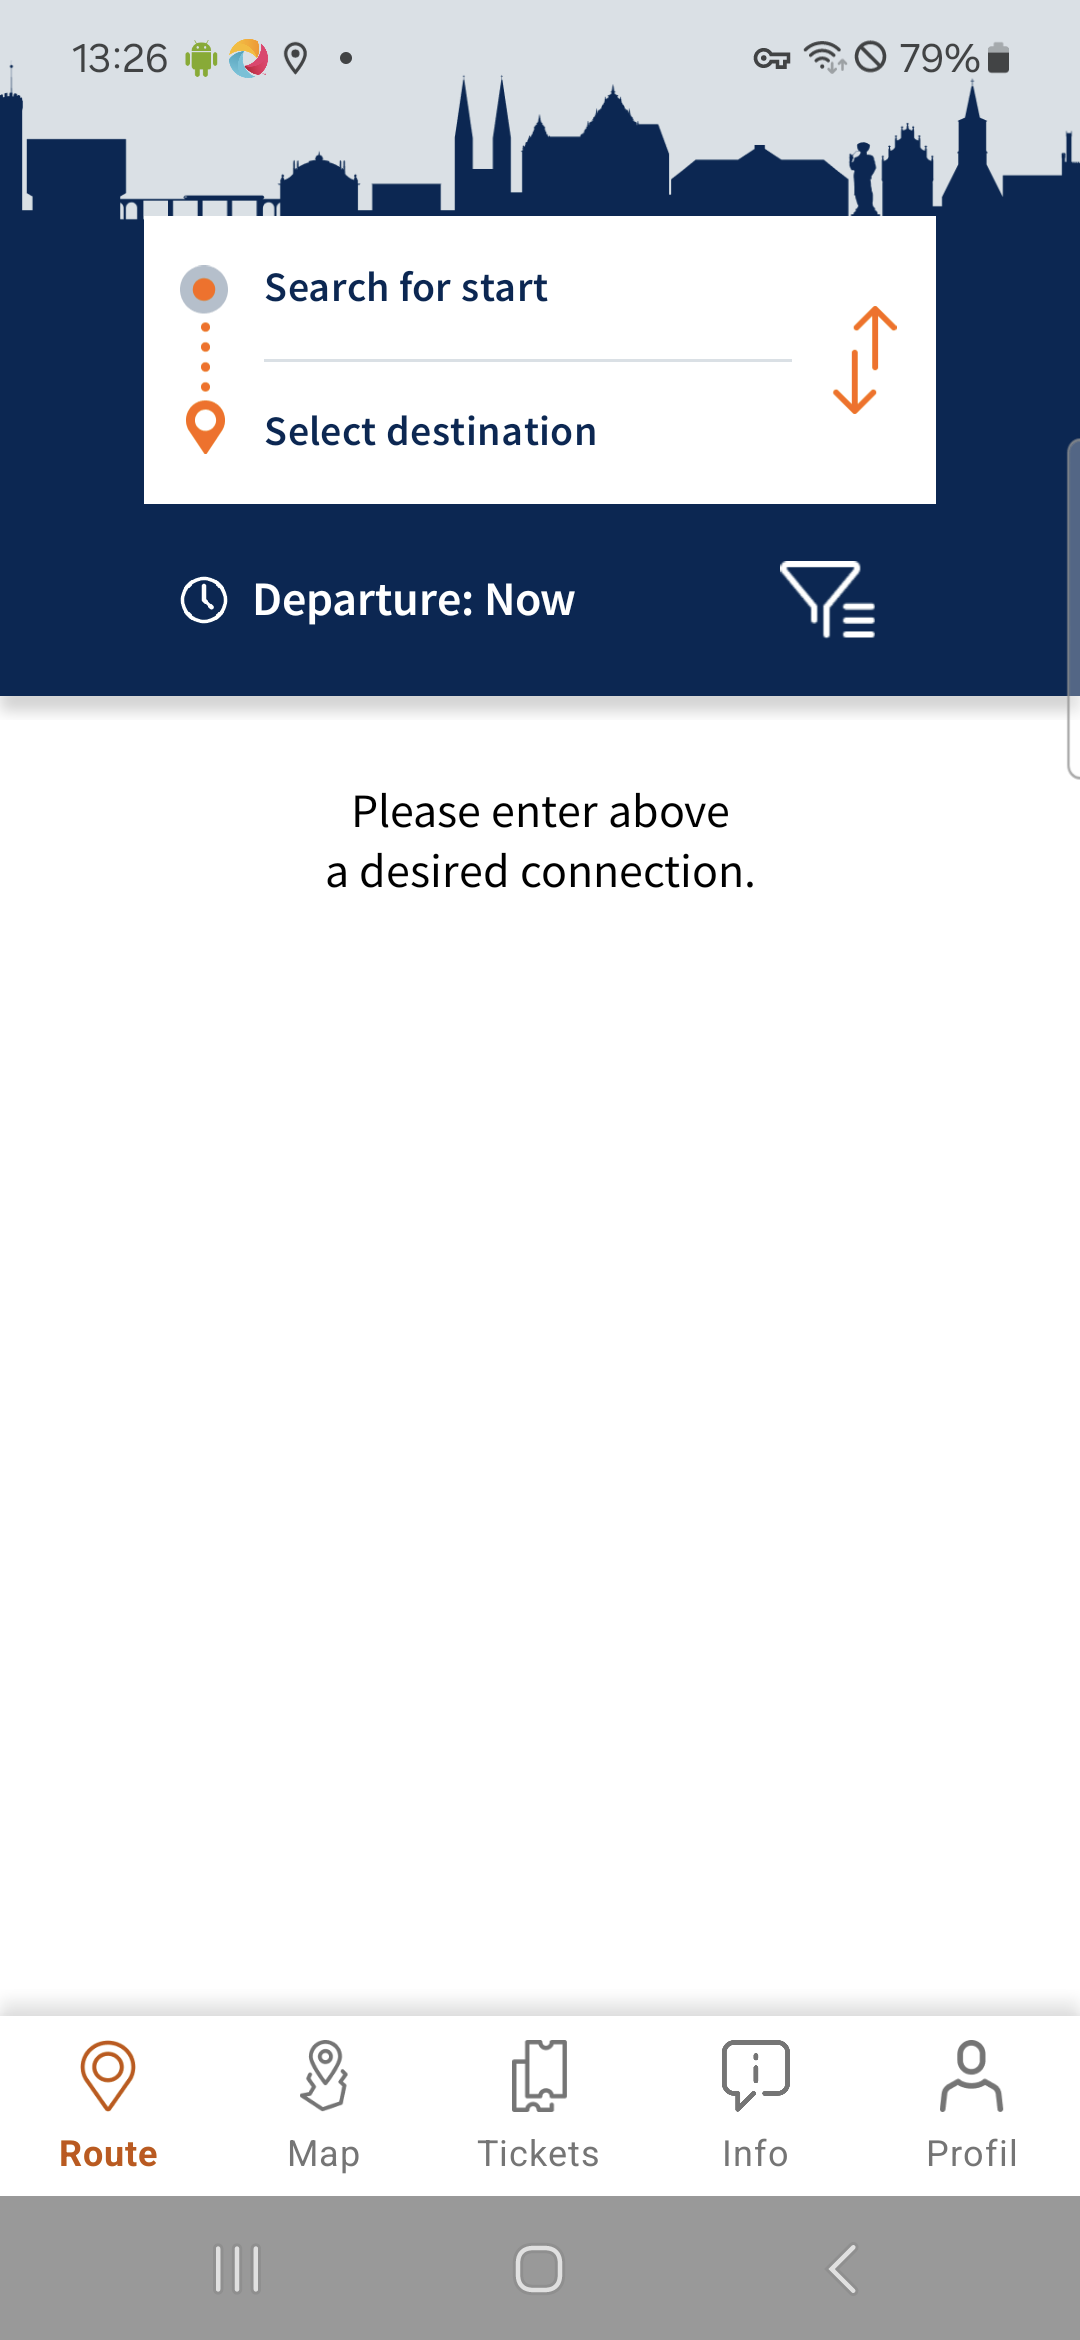 13:26
79%
Search for start
Select destination
Departure: Now
Please enter above
a desired connection.
Route
Map
Tickets
Info
Profil